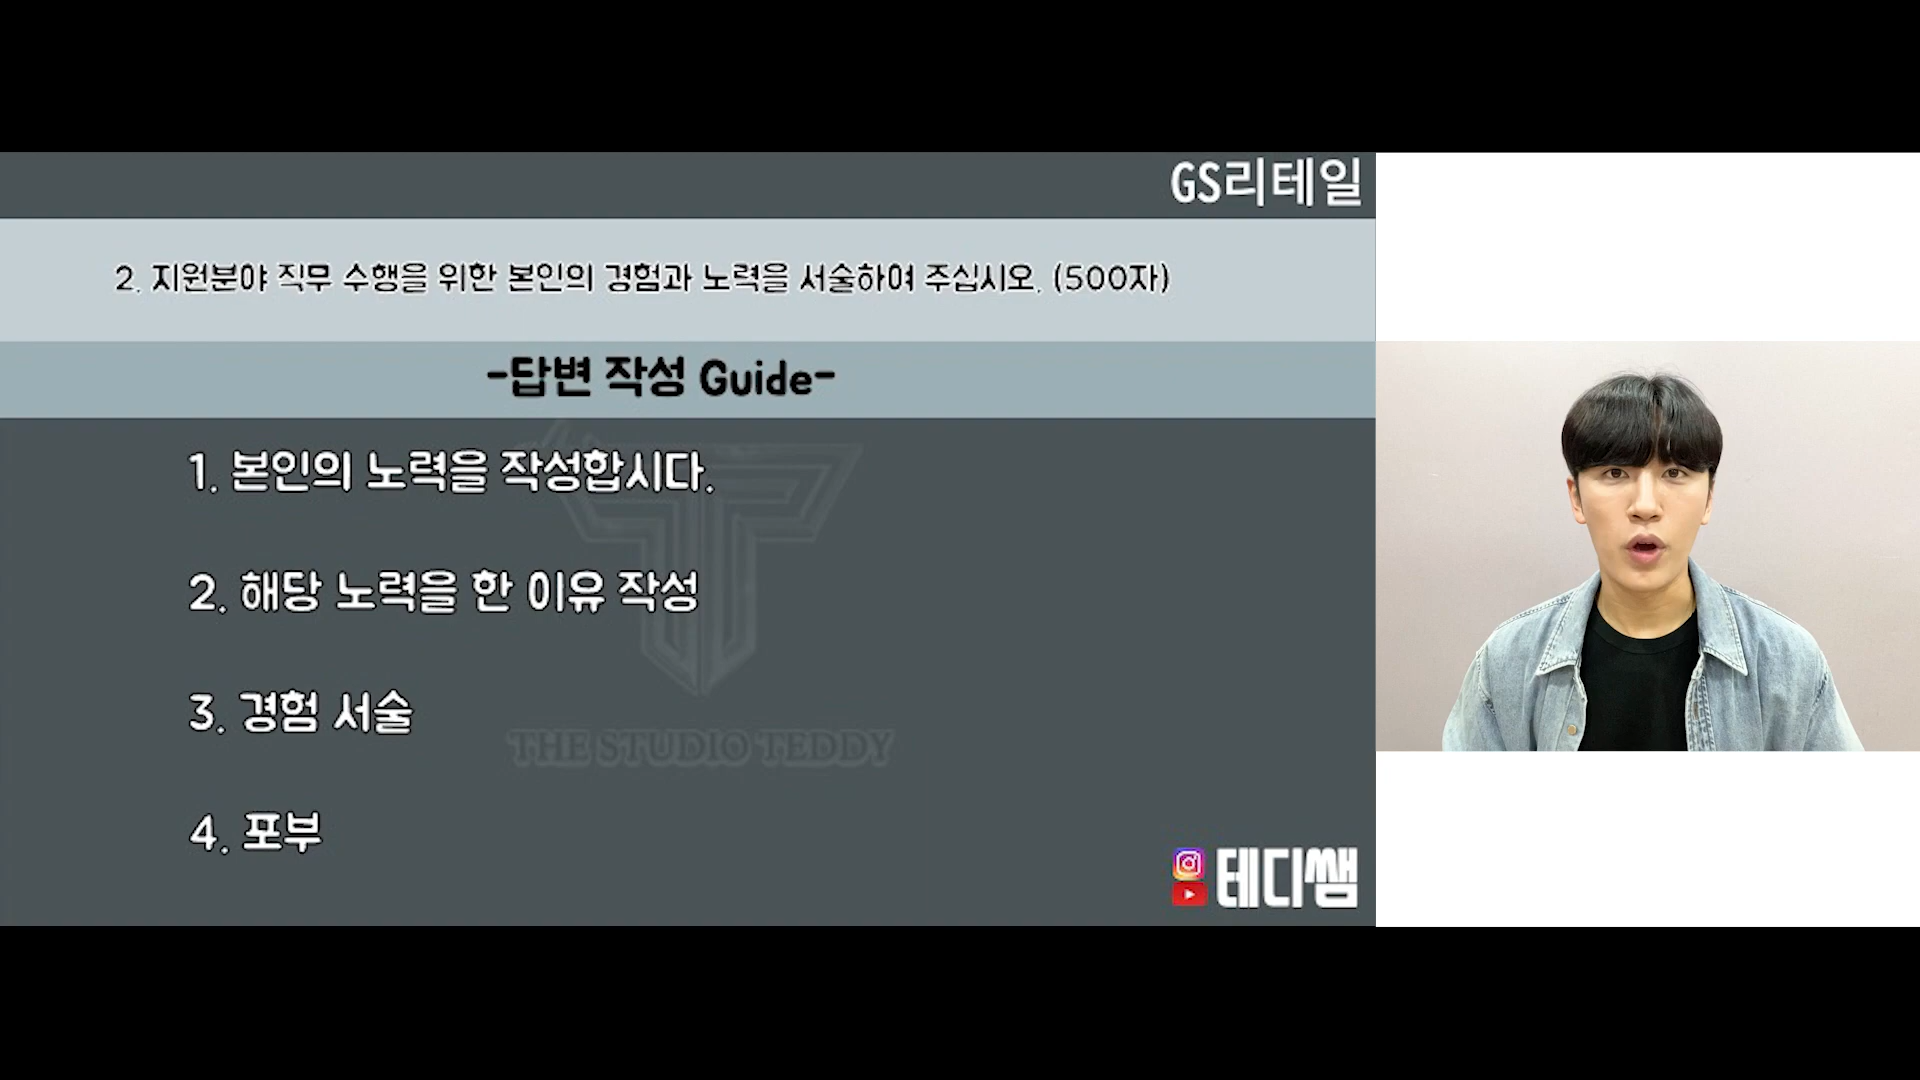 GS리테일
2. 지원분야 직무 수행을 위한 본인의 경험과 노력을 서술하여 주십시오. (500자)
-답변 작성 Guide-
1. 본인의 노력을 작성합시다.
2. 해당 노력을 한 이유 작성
3. 경험 서술
4. 포부
THE STUDIO TEDDY
테디쌤